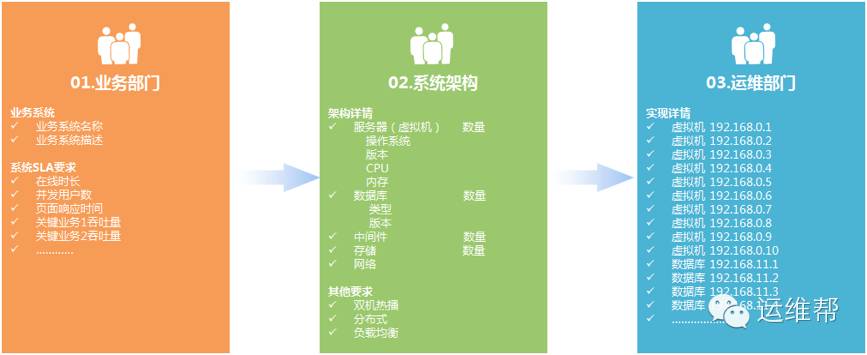 01.业务部门
业务系统
✓ 业务系统名称
✓ 业务系统描述
系统SLA要求
✓ 在线时长
✓ 并发用户数
✓ 页面响应时间
✓ 关键业务1吞吐量
✓ 关键业务2吞吐量
✓ …………
02.系统架构
架构详情
✓ 服务器（虚拟机） 数量
操作系统
版本
CPU
内存
✓ 数据库 数量
类型
版本
✓ 中间件 数量
✓ 存储 数量
✓ 网络
其他要求
✓ 双机热播
✓ 分布式
✓ 负载均衡
03.运维部门
实现详情
✓ 虚拟机 192.168.0.1
✓ 虚拟机 192.168.0.2
✓ 虚拟机 192.168.0.3
✓ 虚拟机 192.168.0.4
✓ 虚拟机 192.168.0.5
✓ 虚拟机 192.168.0.6
✓ 虚拟机 192.168.0.7
✓ 虚拟机 192.168.0.8
✓ 虚拟机 192.168.0.9
✓ 虚拟机 192.168.0.10
✓ 数据库 192.168.11.1
✓ 数据库 192.168.11.2
✓ 数据库 192.168.11.3
✓ 数据库
✓ …………
运维帮